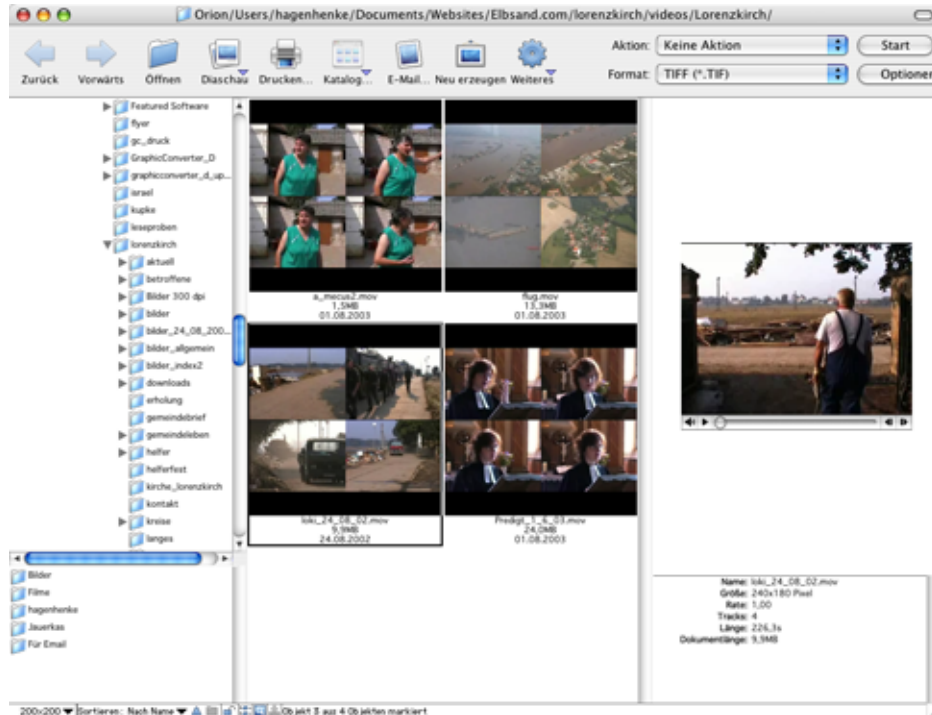 Orion/Users/hagenhenke/Documents/Websites/Elbsand.com/lorenzkirch/videos/Lorenzkirch/
Zurück Vorwärts Öffnen Diaschau Drucken... Katalog... E-Mail... Neu erzeugen Weiteres
Aktion: Keine Aktion Start
Format: TIFF (*.TIF) Optionen
Featured Software
flyer
gc_druck
GraphicConverter_D
graphicconverter_d_up...
israel
kupke
leseproben
lorenzkirch
aktuell
betroffene
Bilder 300 dpi
bilder
bilder_24_08_200...
bilder_allgemein
bilder_index2
downloads
erholung
gemeindebrief
gemeindeleben
helfer
helferfest
kirche_lorenzkirch
kontakt
kreise
langes
Bilder
Filme
hagenhenke
Jauerkas
Für Email
a_mecus2.mov
1,5MB
01.08.2003
flug.mov
13,3MB
01.08.2003
loki_24_08_02.mov
9,9MB
24.08.2002
Predigt_1_6_03.mov
24,0MB
01.08.2003
Name: loki_24_08_02.mov
Größe: 240x180 Pixel
Rate: 1,00
Tracks: 4
Länge: 226,3s
Dokumentlänge: 9,9MB
200x200 Sortieren: Nach Name Objekt 3 aus 4 Objekten markiert